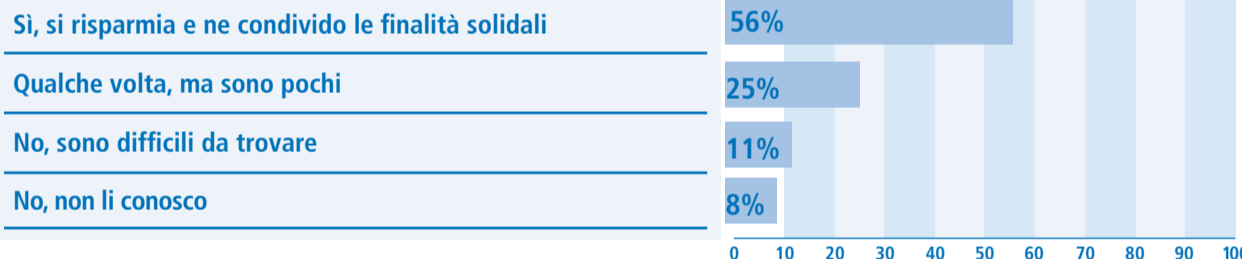 Sì, si risparmia e ne condivido le finalità solidali 56%
Qualche volta, ma sono pochi 25%
No, sono difficili da trovare 11%
No, non li conosco 8%
0 10 20 30 40 50 60 70 80 90 100